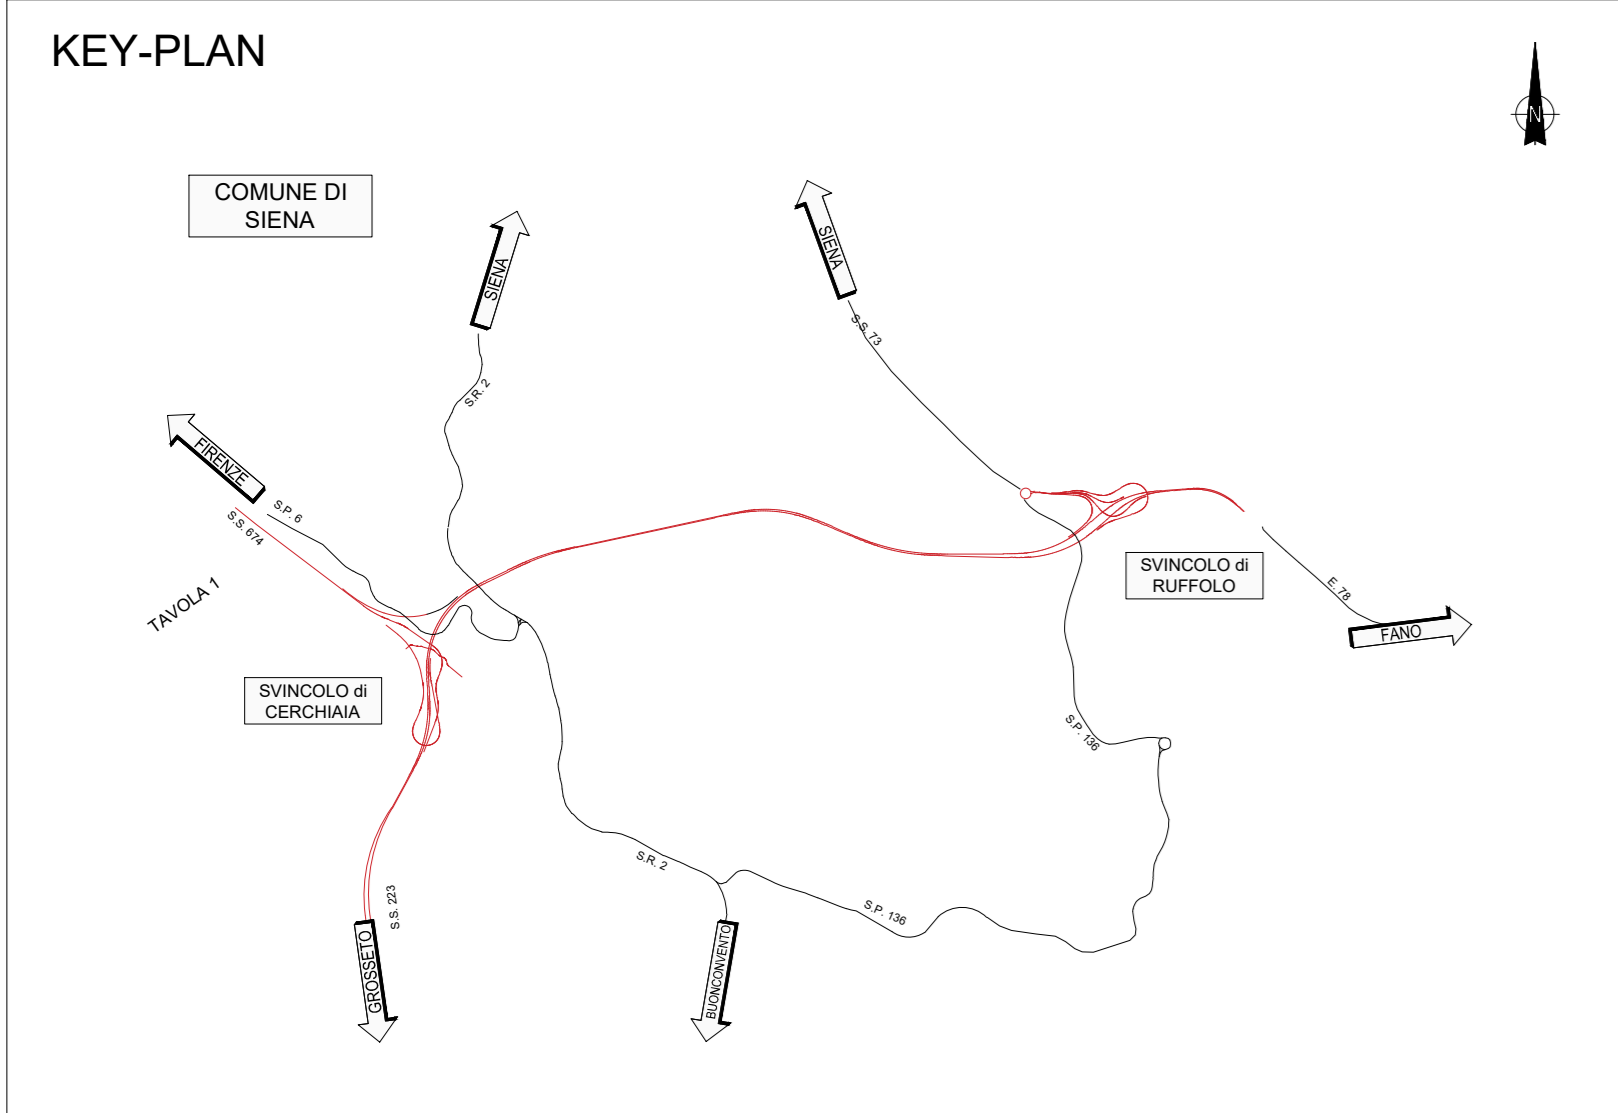 KEY-PLAN
N
COMUNE DI
SIENA
SIENA
SIENA
S.S. 73
S.R. 2
FIRENZE
S.P. 6
S.S. 674
TAVOLA 1
SVINCOLO di
RUFFOLO
E. 78
FANO
SVINCOLO di
CERCHIAIA
S.P. 136
S.R. 2
S.P. 136
S.S. 223
GROSSETO
BUONCONVENTO